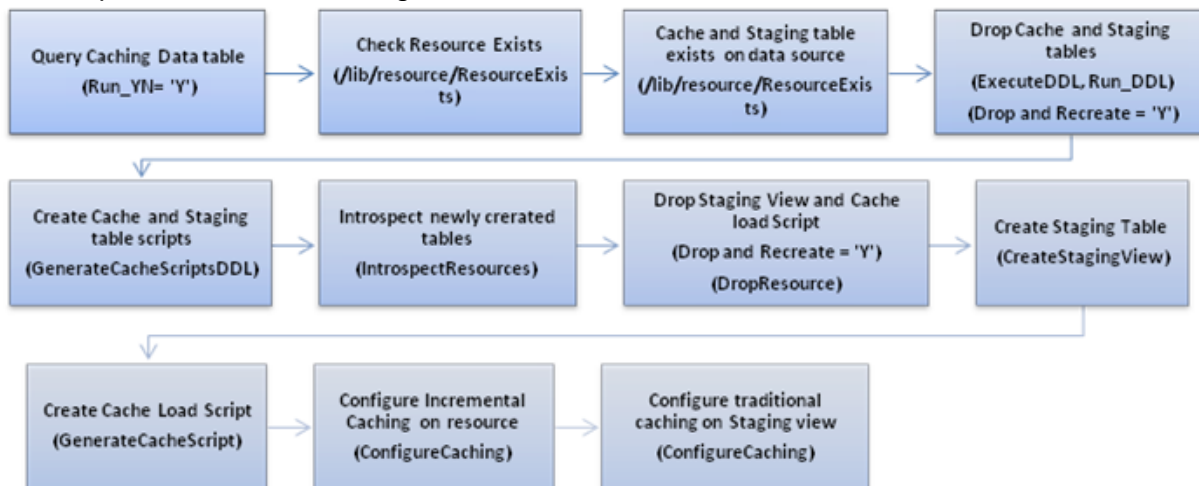 Query Caching Data table
(Run_YN= 'Y')
Check Resource Exists
(/lib/resource/ResourceExis
ts)
Cache and Staging table
exists on data source
(/lib/resource/ResourceExis
ts)
Drop Cache and Staging
tables
(ExecuteDDL, Run_DDL)
(Drop and Recreate = 'Y')
Create Cache and Staging
table scripts
(GenerateCacheScriptsDDL)
Introspect newly crerated
tables
(IntrospectResources)
Drop Staging View and Cache
load Script
(Drop and Recreate = 'Y')
(DropResource)
Create Staging Table
(CreateStagingView)
Create Cache Load Script
(GenerateCacheScript)
Configure Incremental
Caching on resource
(ConfigureCaching)
Configure traditional
caching on Staging view
(ConfigureCaching)